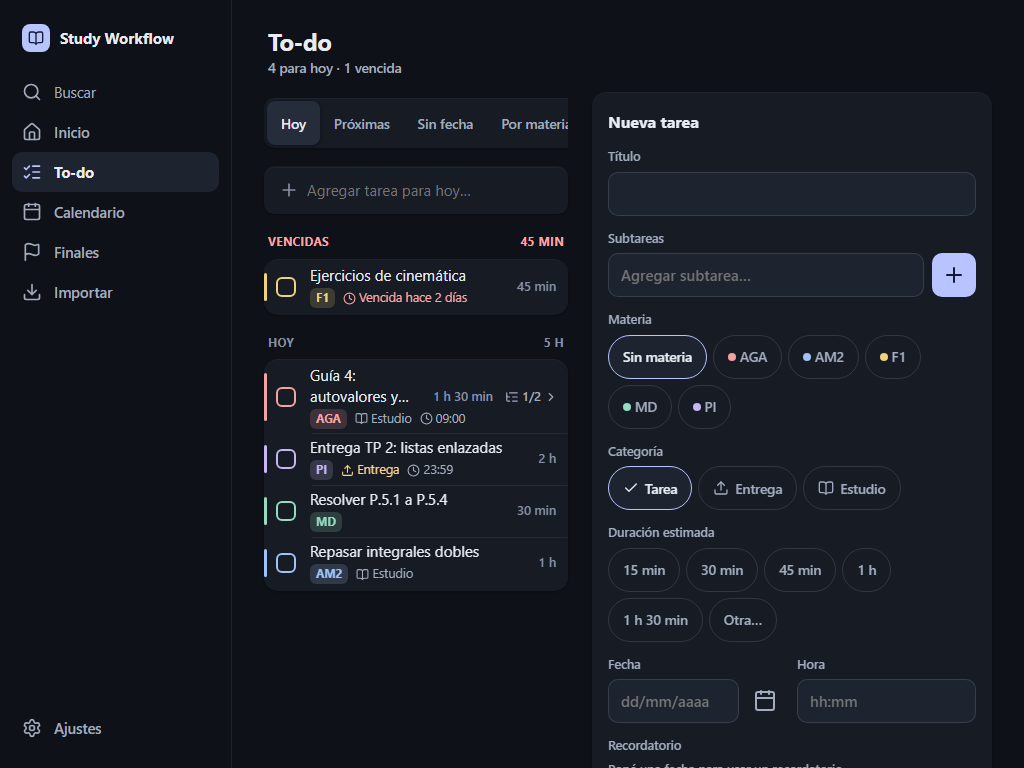 Study Workflow
Buscar
Inicio
To-do
Calendario
Finales
Importar
Ajustes
To-do
4 para hoy · 1 vencida
Hoy
Próximas
Sin fecha
Por materia
Agregar tarea para hoy...
VENCIDAS 45 MIN
Ejercicios de cinemática
45 min
F1 Vencida hace 2 días
HOY 5 H
Guía 4:
autovalores y... 1 h 30 min 1/2
AGA Estudio 09:00
Entrega TP 2: listas enlazadas
2 h
PI Entrega 23:59
Resolver P.5.1 a P.5.4
30 min
MD
Repasar integrales dobles
1 h
AM2 Estudio
Nueva tarea
Título
Subtareas
Agregar subtarea...
Materia
Sin materia AGA AM2 F1
MD PI
Categoría
Tarea Entrega Estudio
Duración estimada
15 min 30 min 45 min 1 h
1 h 30 min Otra...
Fecha Hora
dd/mm/aaaa hh:mm
Recordatorio